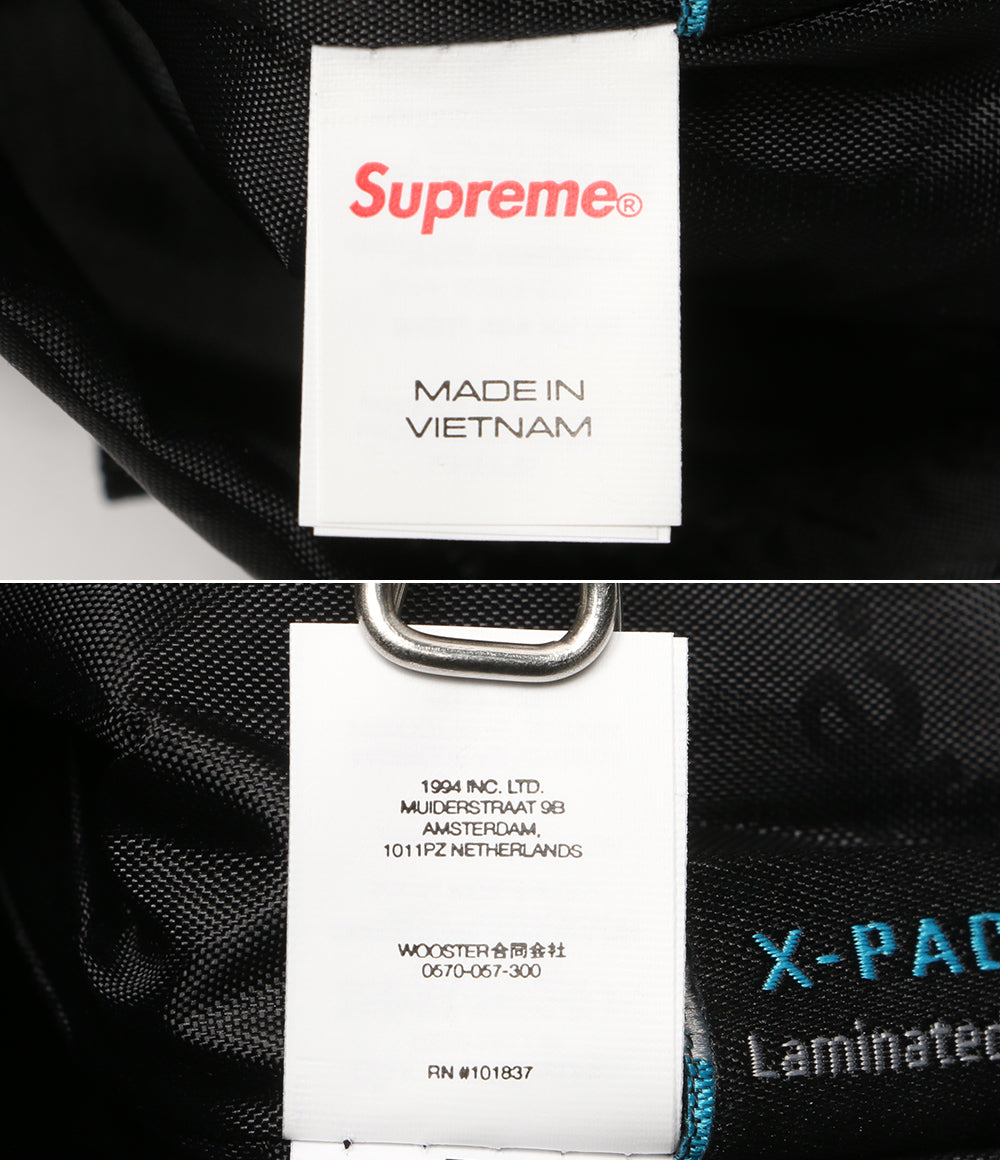 Supreme®
MADE IN
VIETNAM
1994 INC. LTD.
MUIDERSTRAAT 9B
AMSTERDAM,
1011PZ NETHERLANDS
WOOSTER合同会社
0570-057-300
RN #101837
X-PAC
Laminated